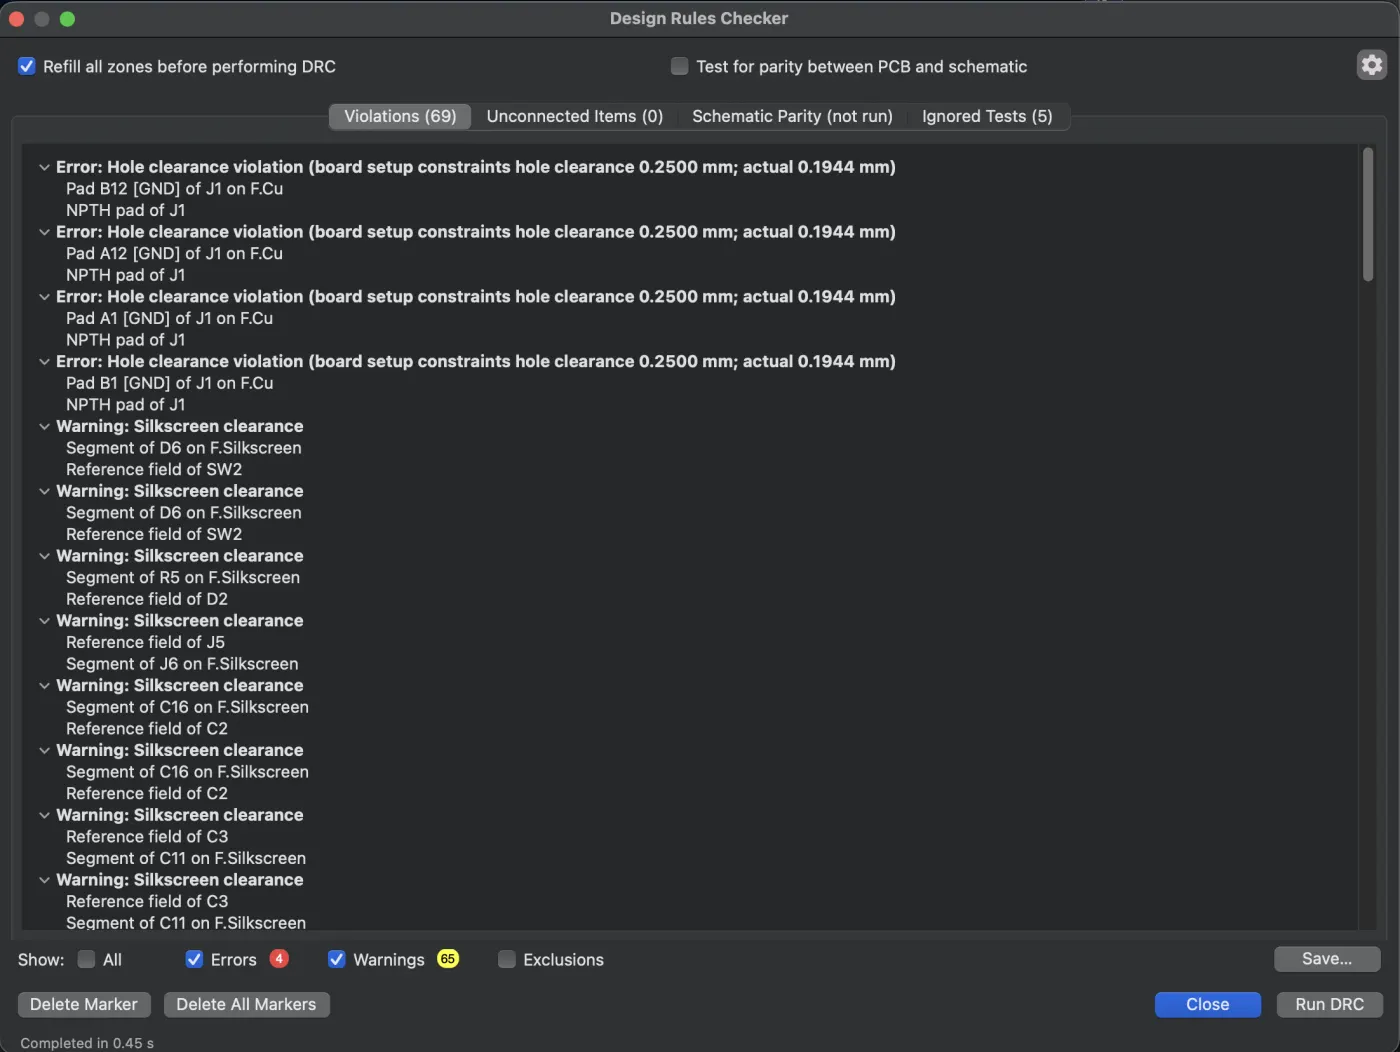 Design Rules Checker
Refill all zones before performing DRC
Test for parity between PCB and schematic
Violations (69)
Unconnected Items (0)
Schematic Parity (not run)
Ignored Tests (5)
Error: Hole clearance violation (board setup constraints hole clearance 0.2500 mm; actual 0.1944 mm)
Pad B12 [GND] of J1 on F.Cu
NPTH pad of J1
Error: Hole clearance violation (board setup constraints hole clearance 0.2500 mm; actual 0.1944 mm)
Pad A12 [GND] of J1 on F.Cu
NPTH pad of J1
Error: Hole clearance violation (board setup constraints hole clearance 0.2500 mm; actual 0.1944 mm)
Pad A1 [GND] of J1 on F.Cu
NPTH pad of J1
Error: Hole clearance violation (board setup constraints hole clearance 0.2500 mm; actual 0.1944 mm)
Pad B1 [GND] of J1 on F.Cu
NPTH pad of J1
Warning: Silkscreen clearance
Segment of D6 on F.Silkscreen
Reference field of SW2
Warning: Silkscreen clearance
Segment of D6 on F.Silkscreen
Reference field of SW2
Warning: Silkscreen clearance
Segment of R5 on F.Silkscreen
Reference field of D2
Warning: Silkscreen clearance
Reference field of J5
Segment of J6 on F.Silkscreen
Warning: Silkscreen clearance
Segment of C16 on F.Silkscreen
Reference field of C2
Warning: Silkscreen clearance
Segment of C16 on F.Silkscreen
Reference field of C2
Warning: Silkscreen clearance
Reference field of C3
Segment of C11 on F.Silkscreen
Warning: Silkscreen clearance
Reference field of C3
Segment of C11 on F.Silkscreen
Show:
All
Errors 4
Warnings 65
Exclusions
Save...
Delete Marker
Delete All Markers
Close
Run DRC
Completed in 0.45 s